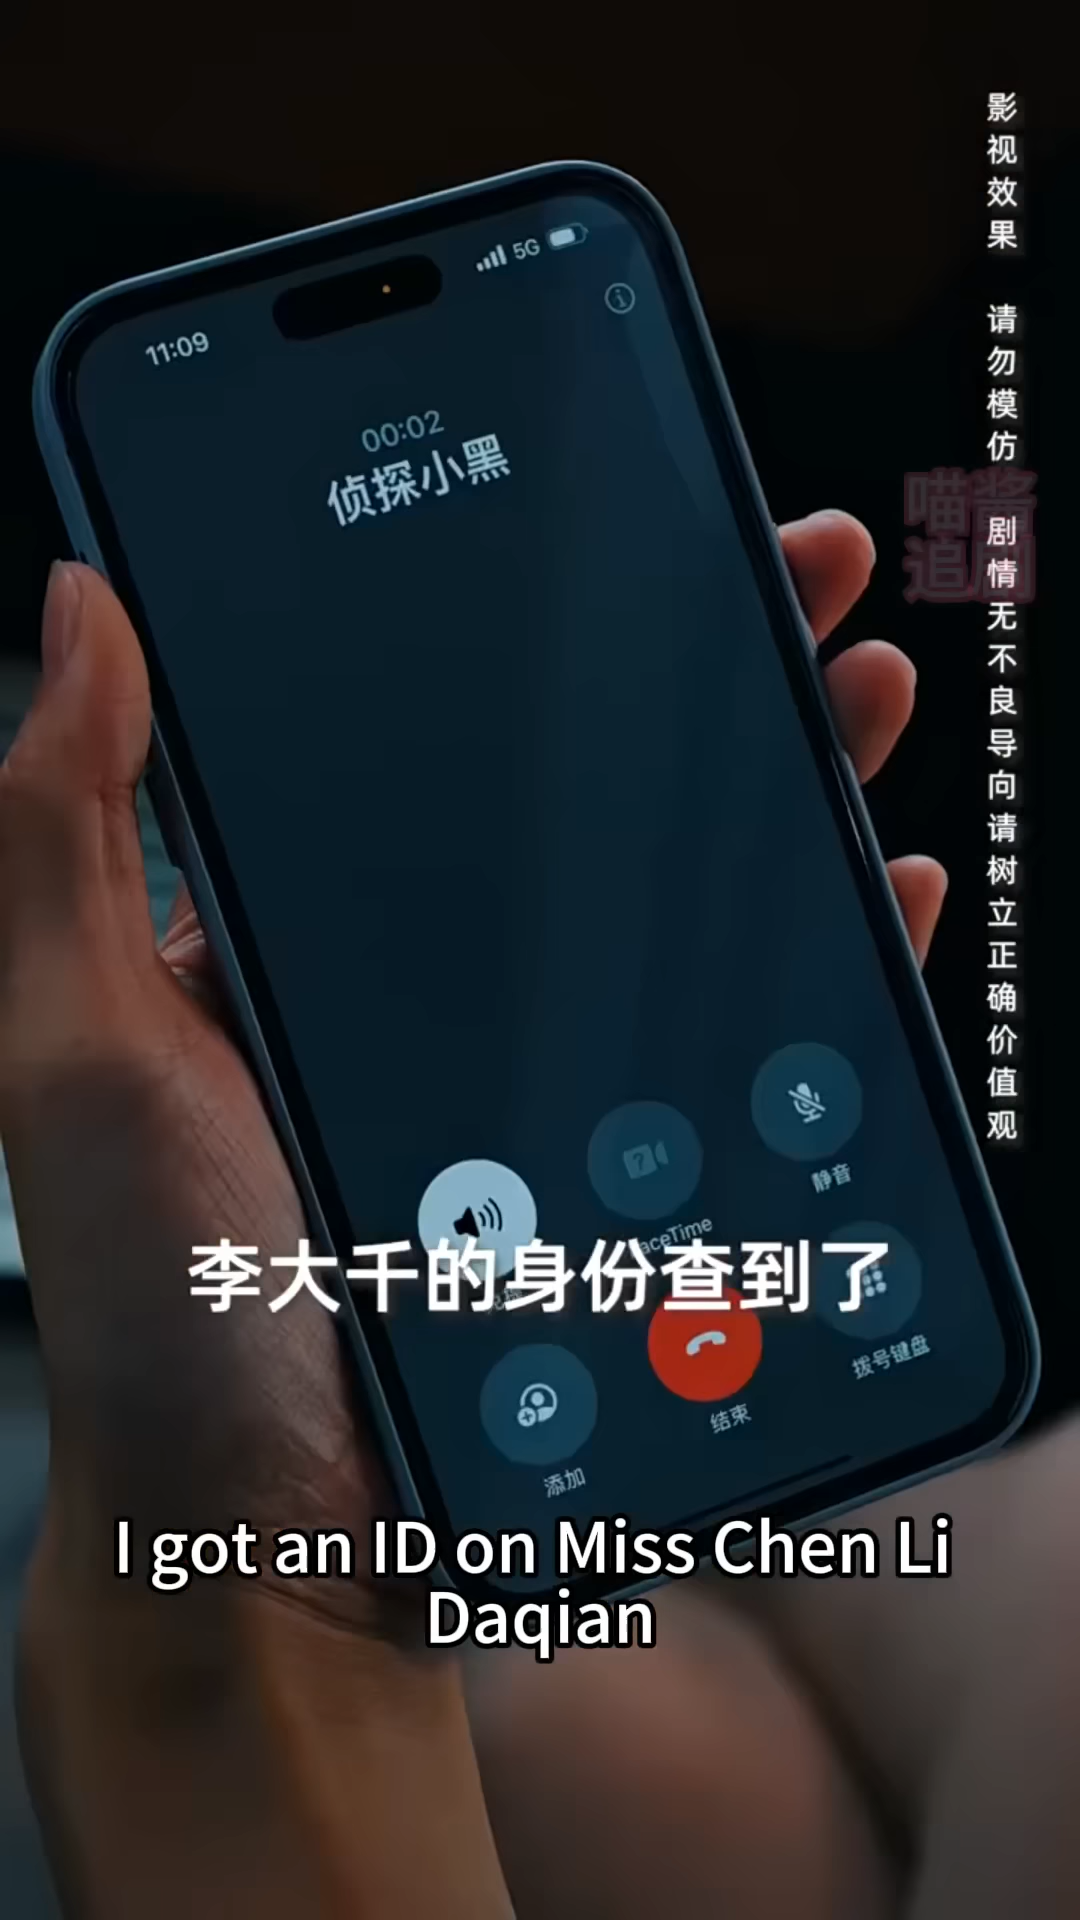 影视效果 请勿模仿 剧情无不良导向请树立正确价值观
5G
11:09
00:02
侦探小黑
喵酱
追剧
静音
aceTime
李大千的身份查到了
拨号键盘
结束
添加
I got an ID on Miss Chen Li
Daqian